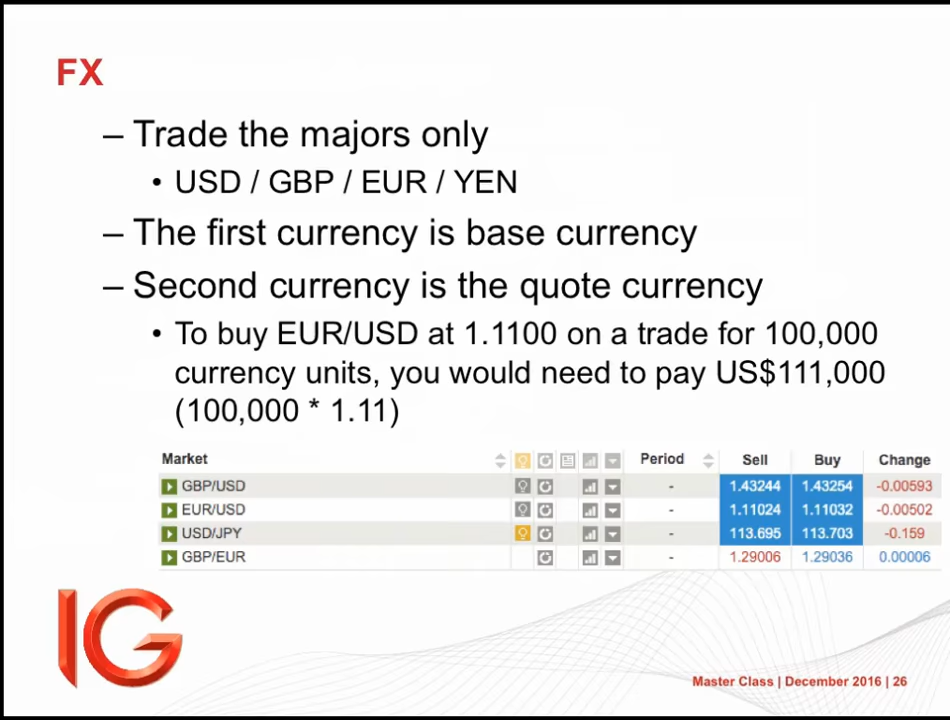 FX
– Trade the majors only
• USD / GBP / EUR / YEN
– The first currency is base currency
– Second currency is the quote currency
• To buy EUR/USD at 1.1100 on a trade for 100,000
currency units, you would need to pay US$111,000
(100,000 * 1.11)
Market Period Sell Buy Change
GBP/USD - 1.43244 1.43254 -0.00593
EUR/USD - 1.11024 1.11032 -0.00502
USD/JPY - 113.695 113.703 -0.159
GBP/EUR - 1.29006 1.29036 0.00006
IG
Master Class | December 2016 | 26